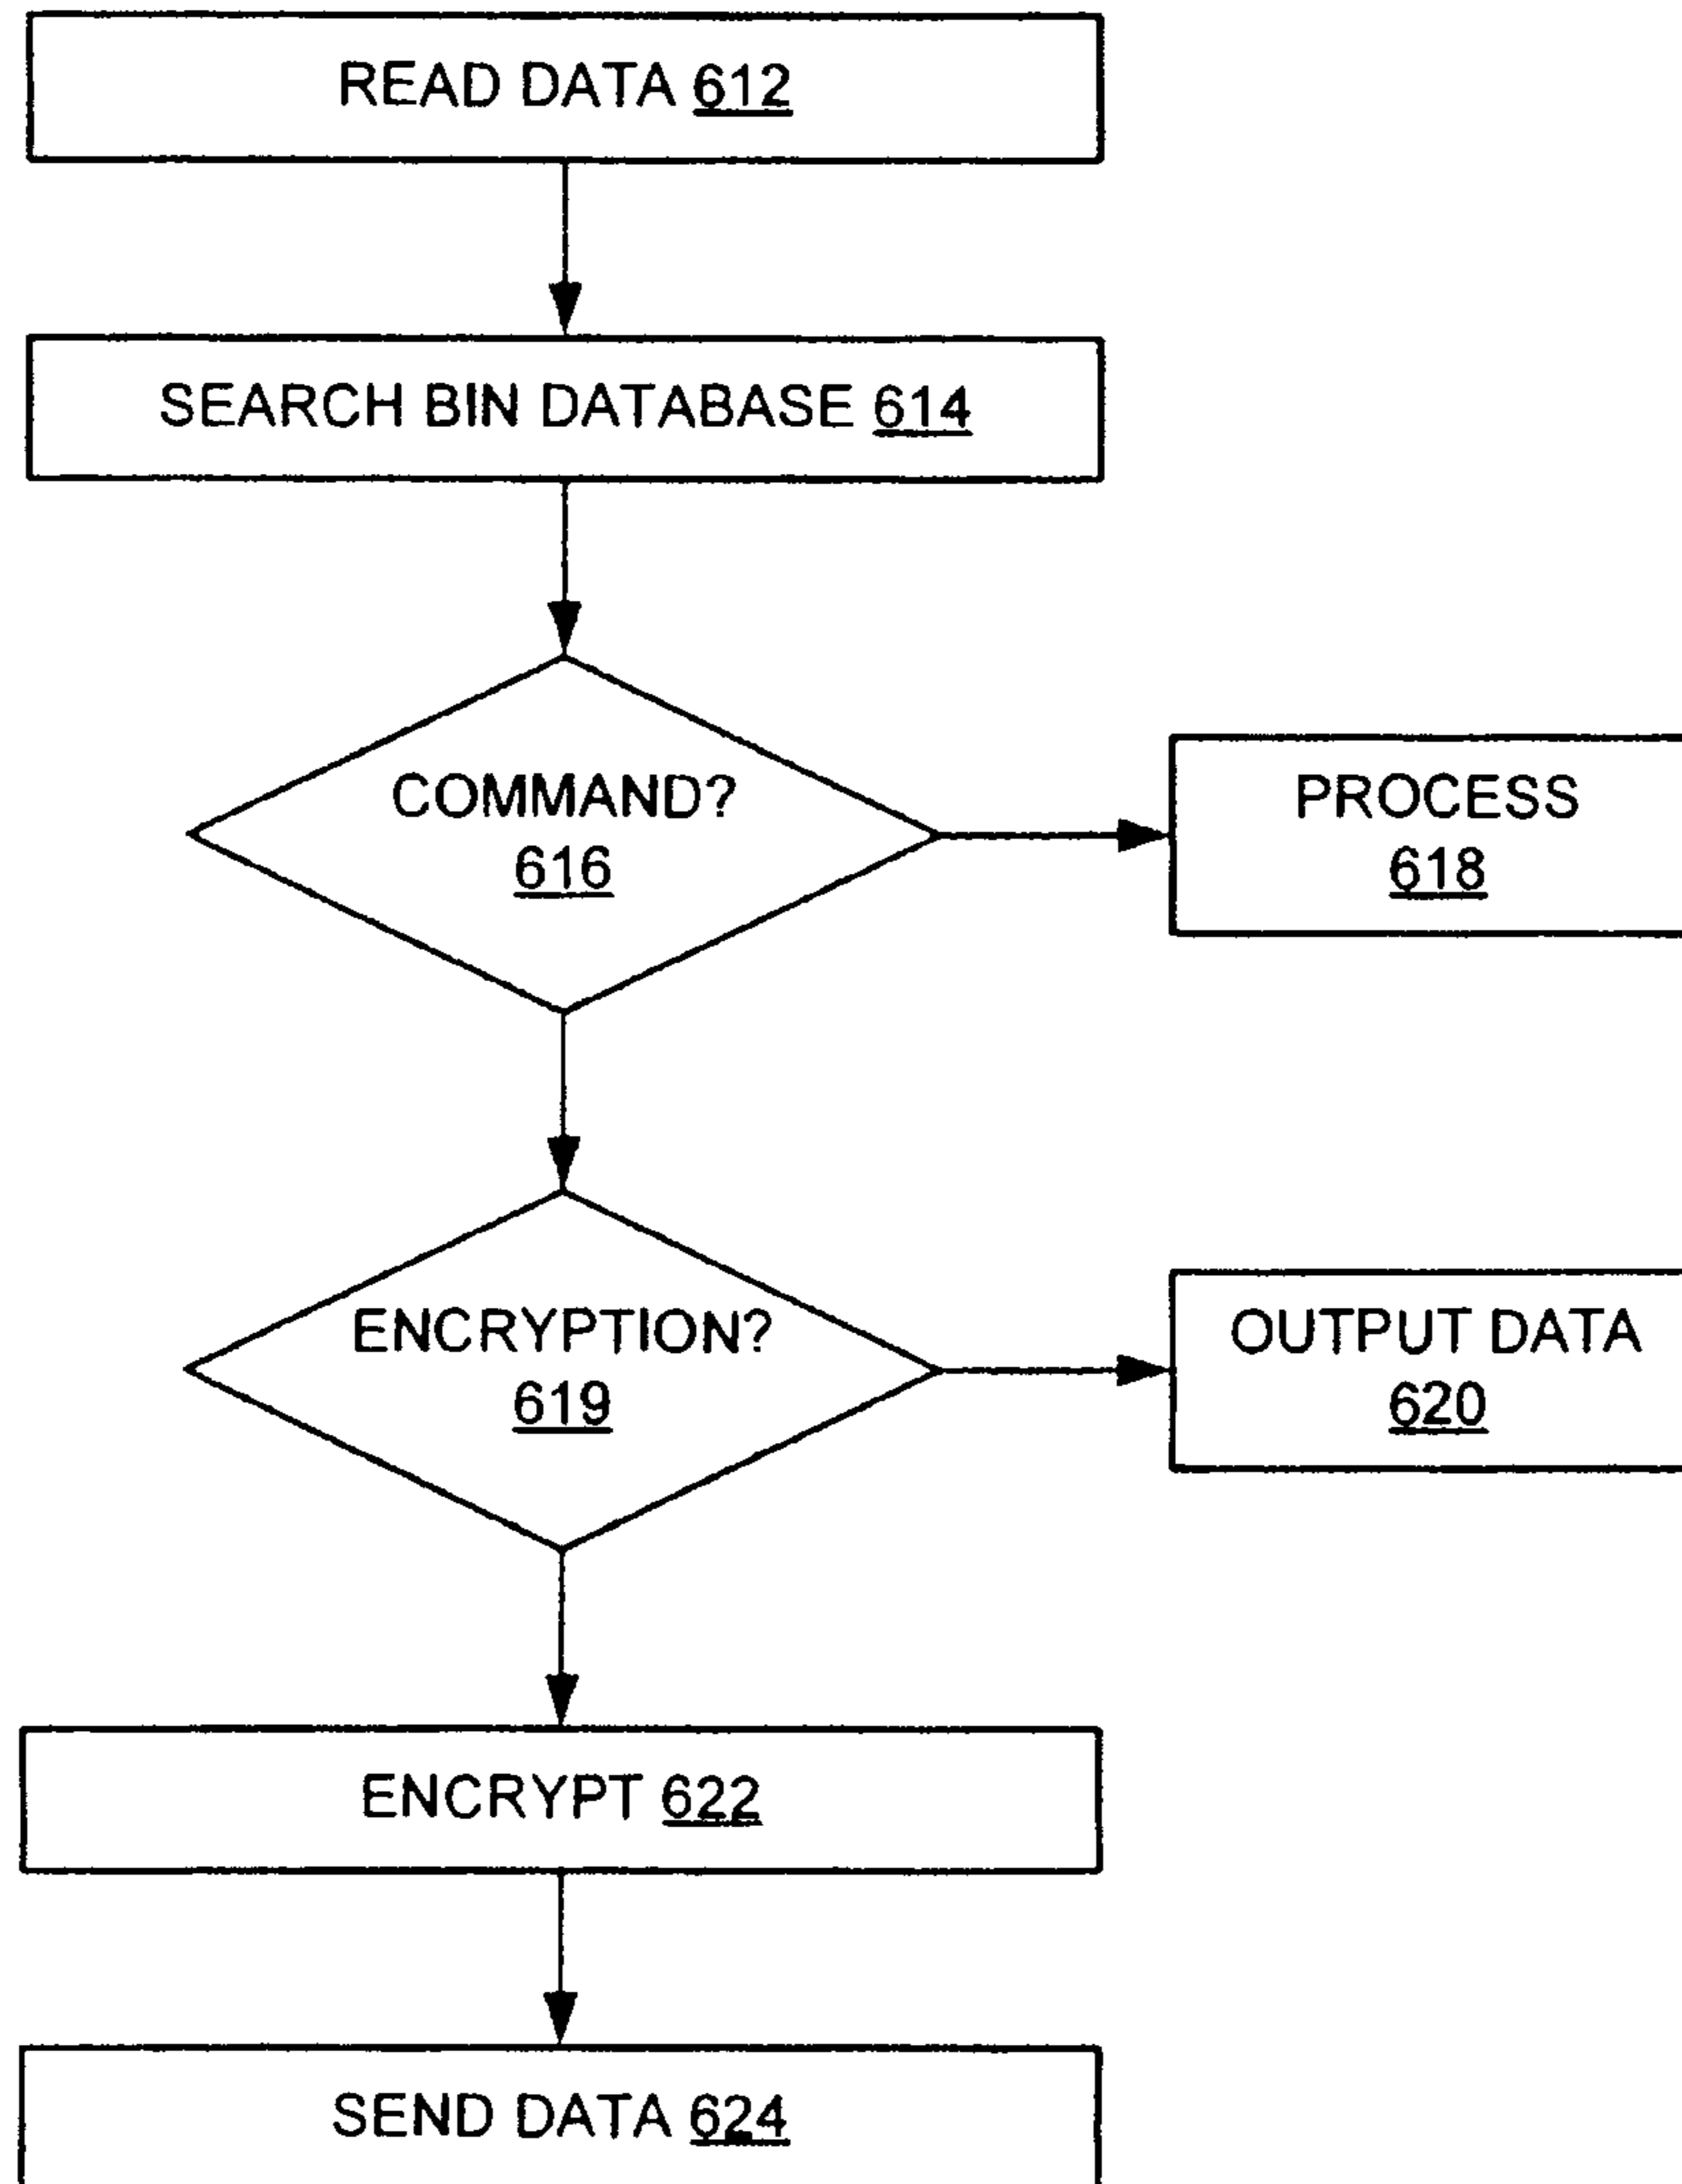 READ DATA 612
SEARCH BIN DATABASE 614
COMMAND?
616
PROCESS
618
ENCRYPTION?
619
OUTPUT DATA
620
ENCRYPT 622
SEND DATA 624